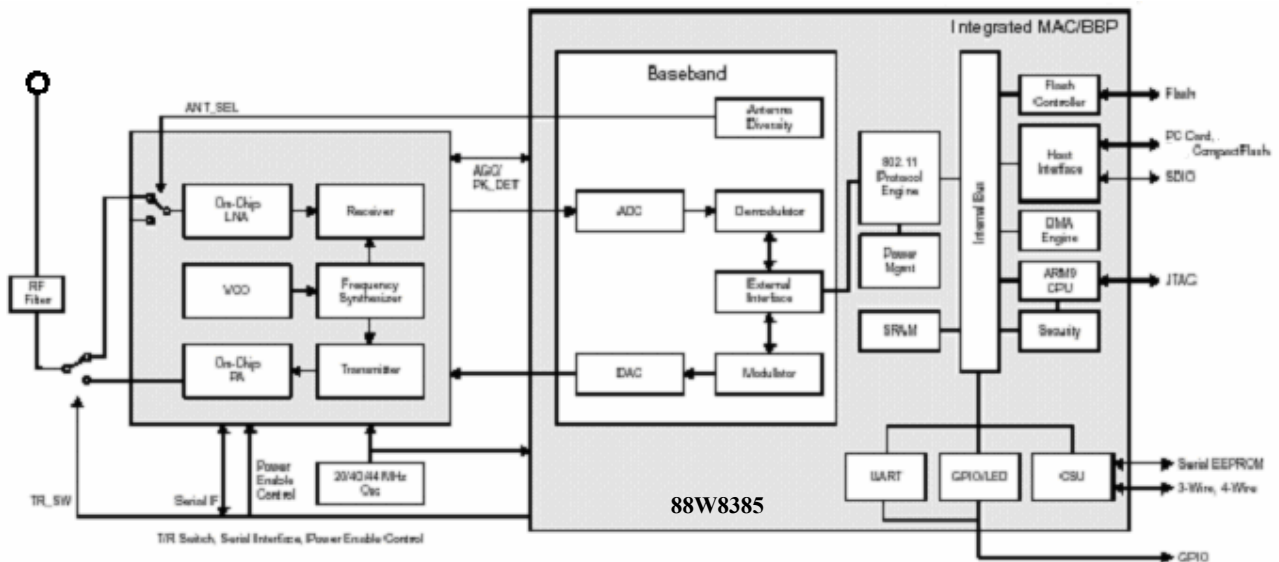 Integrated MAC/BBP
Baseband
ANT_SEL
Antenna
Diversity
Flash
Controller
Flash
AGC/
PK_DET
802.11
Protocol
Engine
Host
Interface
PC Card,
CompactFlash
SDIO
On-Chip
LNA
Receiver
ADC
Demodulator
Internal Bus
DMA
Engine
Power
Mgmt
RF
Filter
VCO
Frequency
Synthesizer
External
Interface
ARM9
CPU
JTAG
SRAM
Security
On-Chip
PA
Transmitter
DAC
Modulator
TR_SW
Serial IF
Power
Enable
Control
20/40/44 MHz
Osc
88W8385
UART
GPIO/LED
Serial EEPROM
3-Wire, 4-Wire
T/R Switch, Serial Interface, Power Enable Control
GPIO